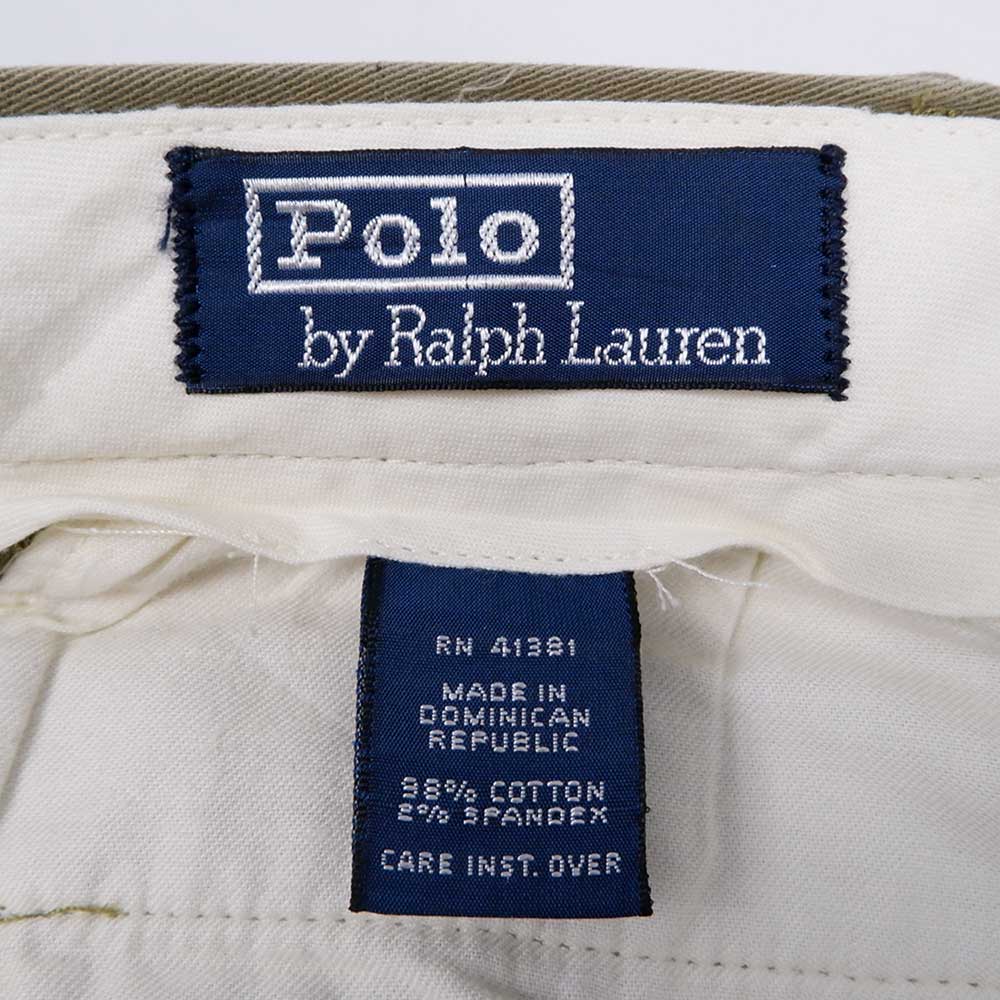 Polo
by Ralph Lauren
RN 41381
MADE IN
DOMINICAN
REPUBLIC
98% COTTON
2% SPANDEX
CARE INST. OVER